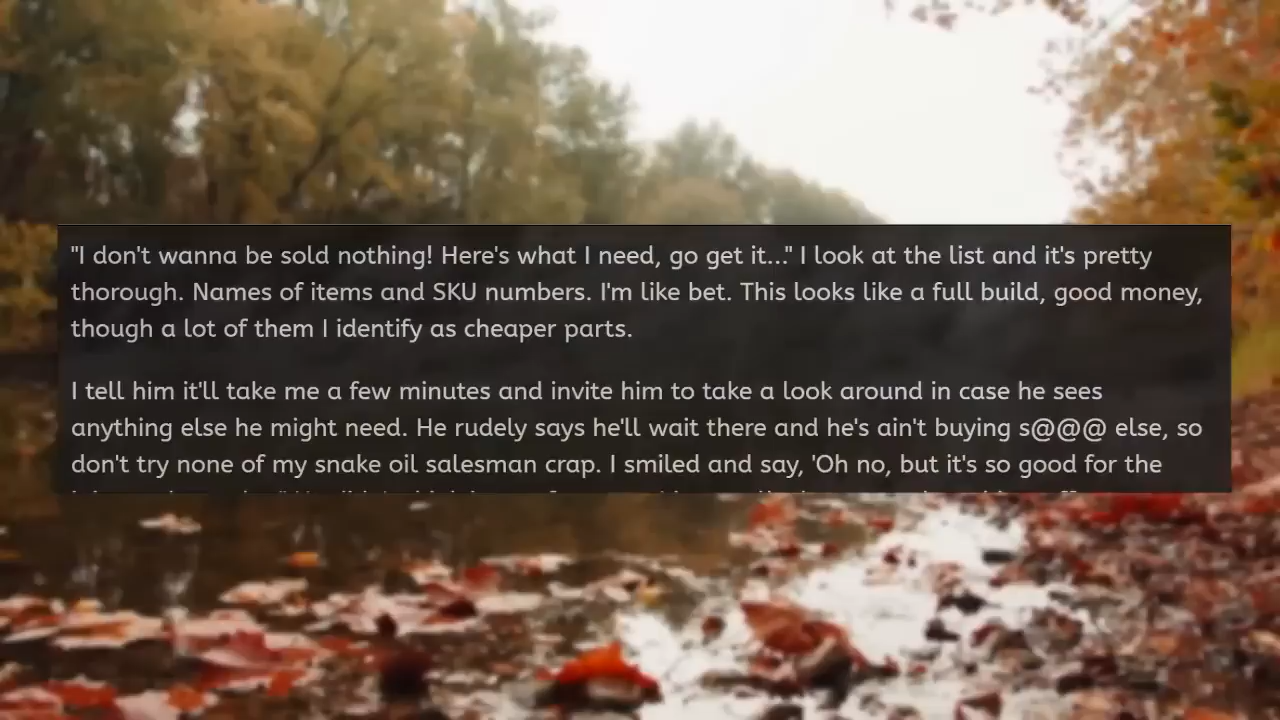 "I don't wanna be sold nothing! Here's what I need, go get it..." I look at the list and it's pretty
thorough. Names of items and SKU numbers. I'm like bet. This looks like a full build, good money,
though a lot of them I identify as cheaper parts.
I tell him it'll take me a few minutes and invite him to take a look around in case he sees
anything else he might need. He rudely says he'll wait there and he's ain't buying s@@@ else, so
don't try none of my snake oil salesman crap. I smiled and say, 'Oh no, but it's so good for the